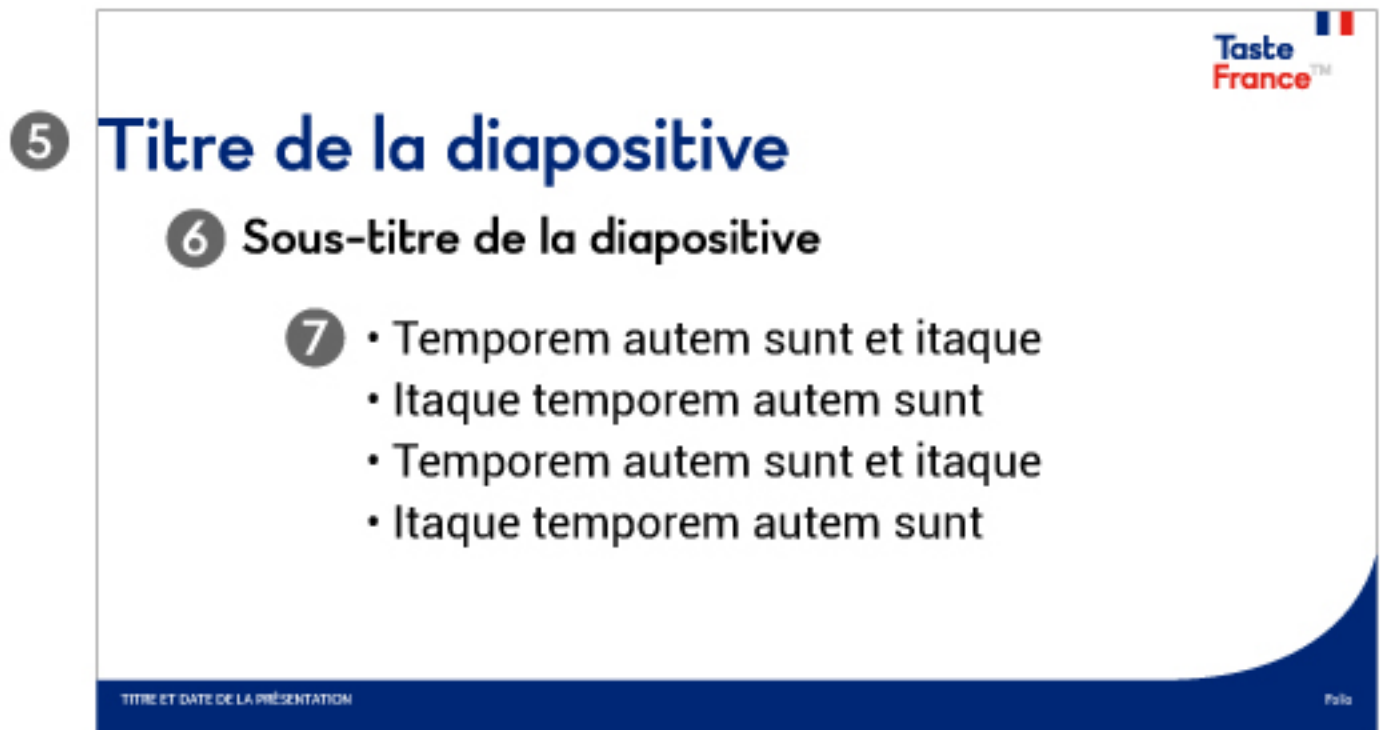 Taste
France™
5 Titre de la diapositive
6 Sous-titre de la diapositive
7 • Temporem autem sunt et itaque
• Itaque temporem autem sunt
• Temporem autem sunt et itaque
• Itaque temporem autem sunt
TITRE ET DATE DE LA PRÉSENTATION
Folio